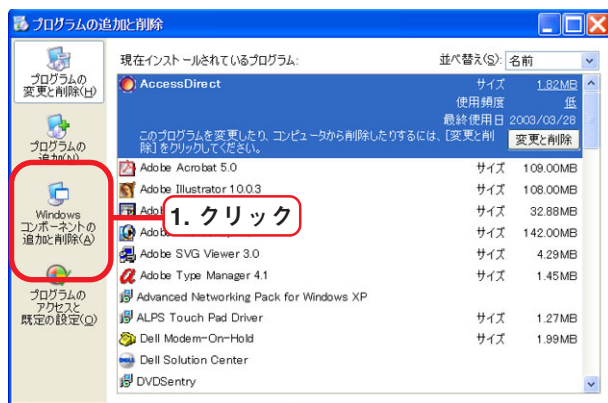 プログラムの追加と削除
プログラムの
変更と削除(H)
プログラムの
追加(N)
Windows
コンポーネントの
追加と削除(A)
プログラムの
アクセスと
既定の設定(O)
現在インストールされているプログラム:
並べ替え(S): 名前
AccessDirect サイズ 1.82MB
使用頻度 低
最終使用日 2003/03/28
このプログラムを変更したり、コンピュータから削除したりするには、[変更と削
除] をクリックしてください。
変更と削除
Adobe Acrobat 5.0 サイズ 109.00MB
Adobe Illustrator 10.0.3 サイズ 108.00MB
Ado サイズ 32.88MB
1. クリック
Adob サイズ 142.00MB
Adobe SVG Viewer 3.0 サイズ 4.29MB
Adobe Type Manager 4.1 サイズ 1.45MB
Advanced Networking Pack for Windows XP
ALPS Touch Pad Driver サイズ 1.27MB
Dell Modem-On-Hold サイズ 1.99MB
Dell Solution Center
DVDSentry